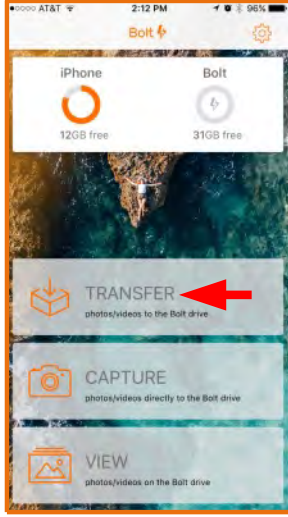 AT&T 2:12 PM 96%
Bolt
iPhone Bolt
12GB free 31GB free
TRANSFER
photos/videos to the Bolt drive
CAPTURE
photos/videos directly to the Bolt drive
VIEW
photos/videos on the Bolt drive